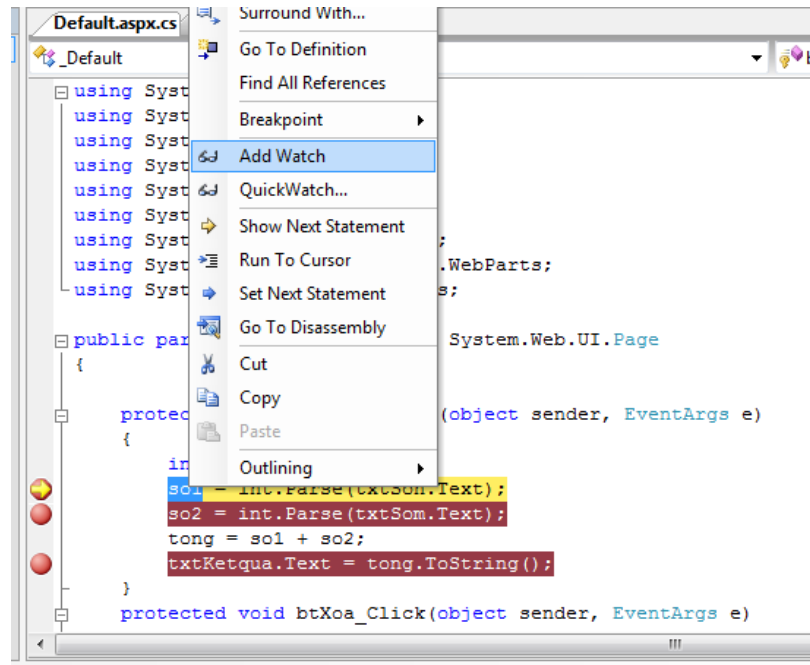 Default.aspx.cs
Surround With...
_Default
Go To Definition
Find All References
Breakpoint
Add Watch
QuickWatch...
Show Next Statement
Run To Cursor
Set Next Statement
Go To Disassembly
Cut
Copy
Paste
Outlining
using Syst
using Syst
using Syst
using Syst
using Syst
using Syst
using Syst ;
using Syst .WebParts;
using Syst s;
public par System.Web.UI.Page
{
protec (object sender, EventArgs e)
{
in
so1 = int.Parse(txtSon.Text);
so2 = int.Parse(txtSom.Text);
tong = so1 + so2;
txtKetqua.Text = tong.ToString();
}
protected void btXoa_Click(object sender, EventArgs e)